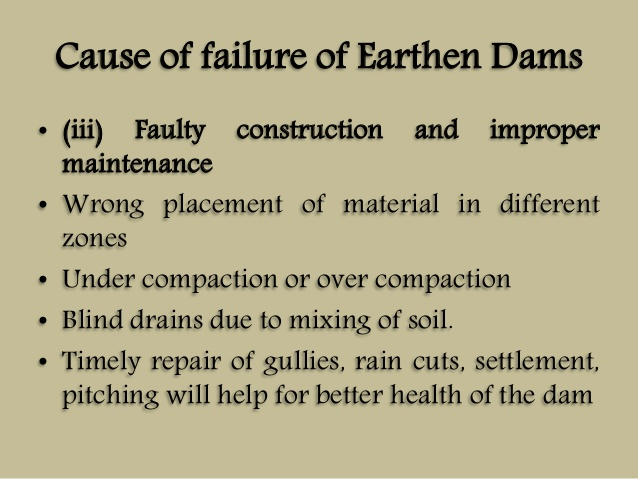 Cause of failure of Earthen Dams
• (iii) Faulty construction and improper
maintenance
• Wrong placement of material in different
zones
• Under compaction or over compaction
• Blind drains due to mixing of soil.
• Timely repair of gullies, rain cuts, settlement,
pitching will help for better health of the dam